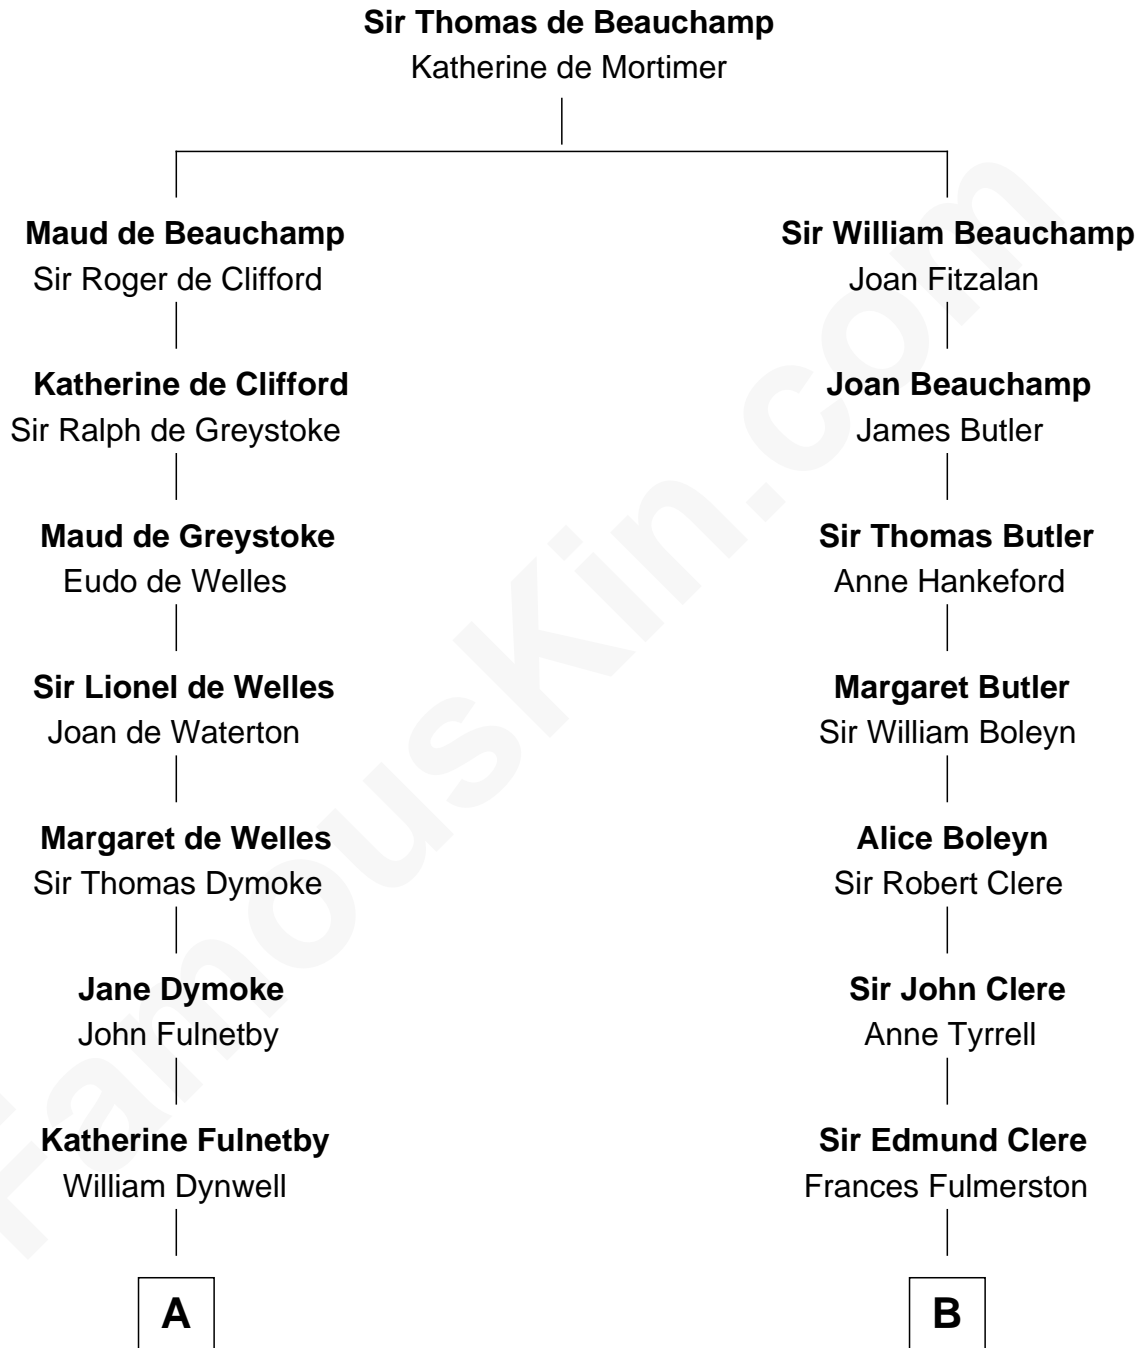 Sir Thomas de Beauchamp
Katherine de Mortimer
Maud de Beauchamp
Sir Roger de Clifford
Katherine de Clifford
Sir Ralph de Greystoke
Maud de Greystoke
Eudo de Welles
Sir Lionel de Welles
Joan de Waterton
Margaret de Welles
Sir Thomas Dymoke
Jane Dymoke
John Fulnetby
Katherine Fulnetby
William Dynwell
A
Sir William Beauchamp
Joan Fitzalan
Joan Beauchamp
James Butler
Sir Thomas Butler
Anne Hankeford
Margaret Butler
Sir William Boleyn
Alice Boleyn
Sir Robert Clere
Sir John Clere
Anne Tyrrell
Sir Edmund Clere
Frances Fulmerston
B
FamousKin.com